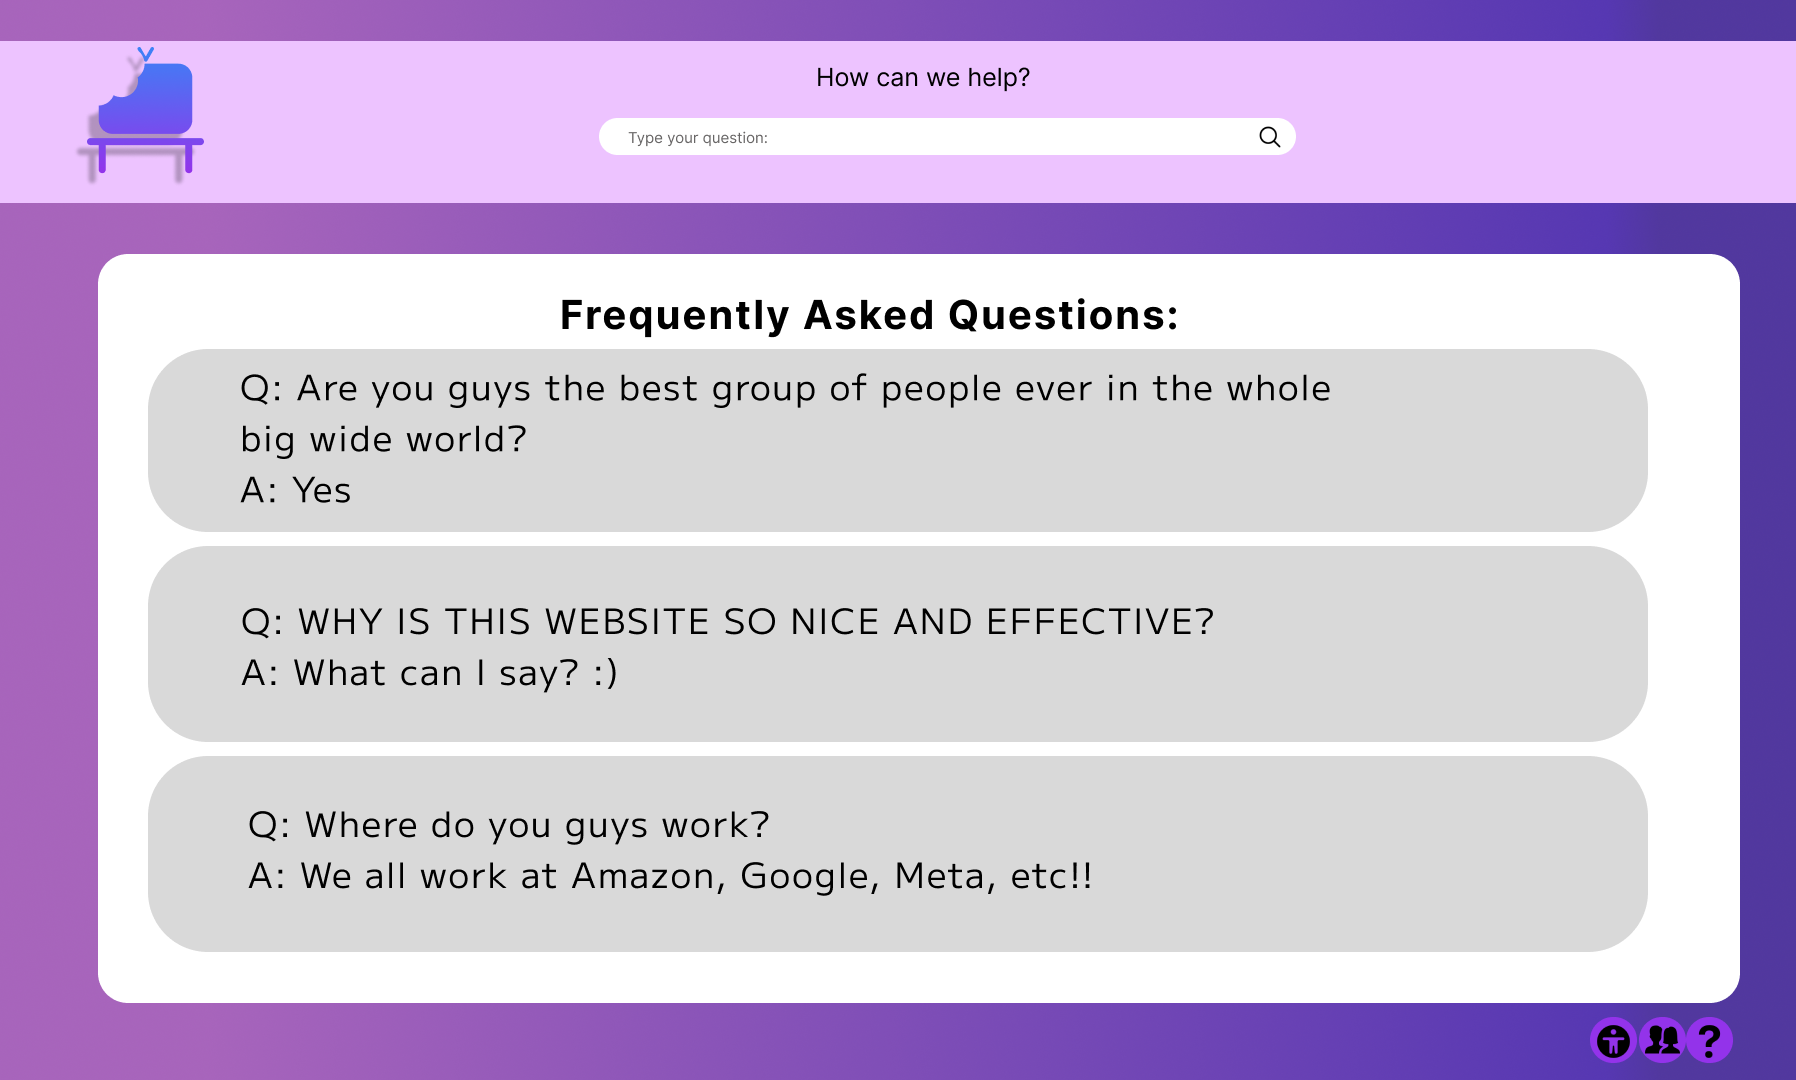 How can we help?
Type your question:
Frequently Asked Questions:
Q: Are you guys the best group of people ever in the whole
big wide world?
A: Yes
Q: WHY IS THIS WEBSITE SO NICE AND EFFECTIVE?
A: What can I say? :)
Q: Where do you guys work?
A: We all work at Amazon, Google, Meta, etc!!
?